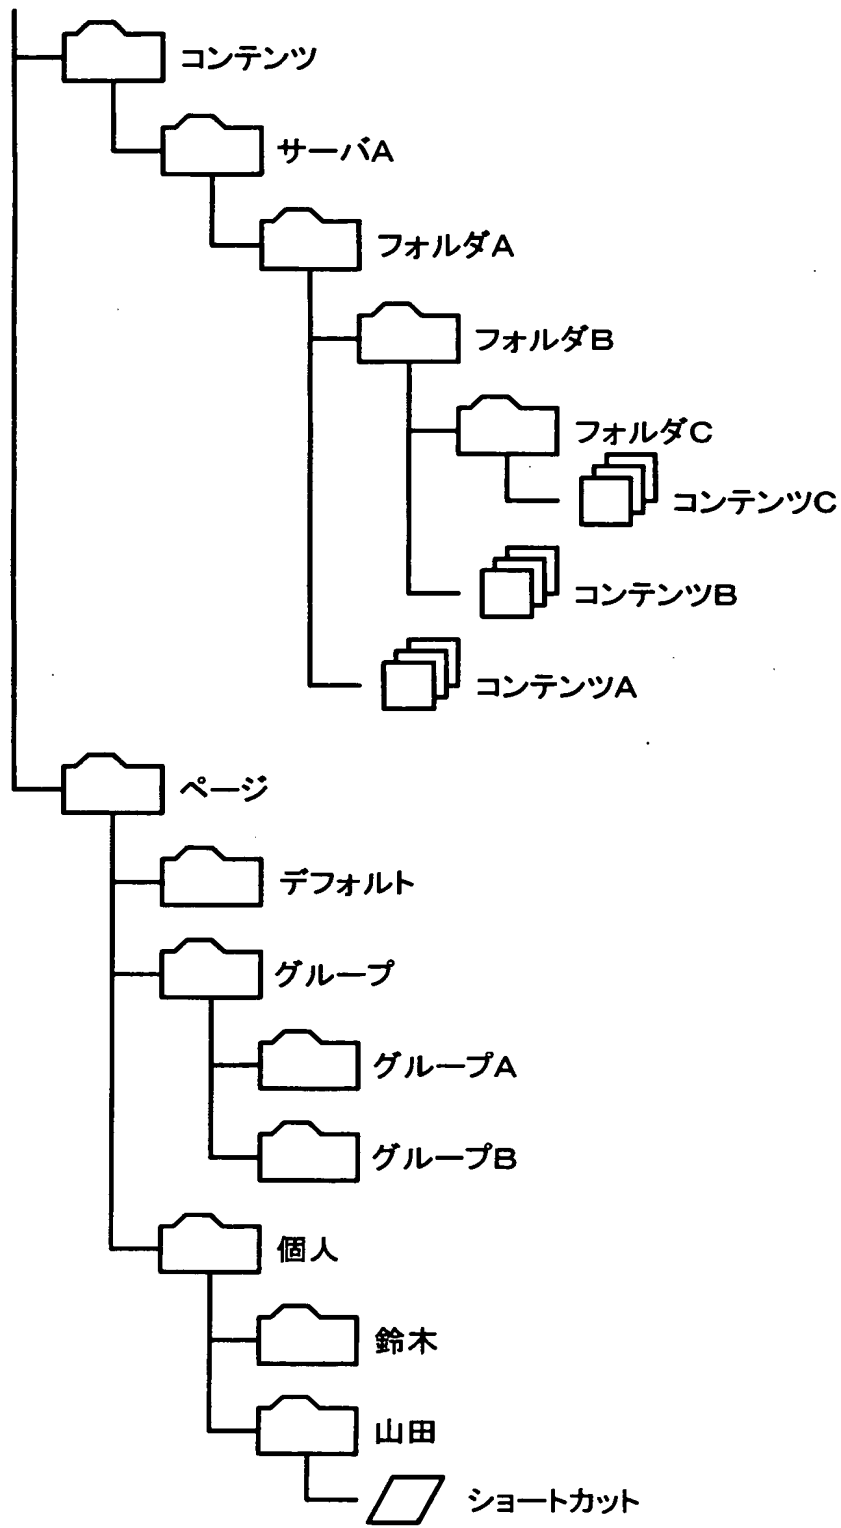 コンテンツ
サーバA
フォルダA
フォルダB
フォルダC
コンテンツC
コンテンツB
コンテンツA
ページ
デフォルト
グループ
グループA
グループB
個人
鈴木
山田
ショートカット